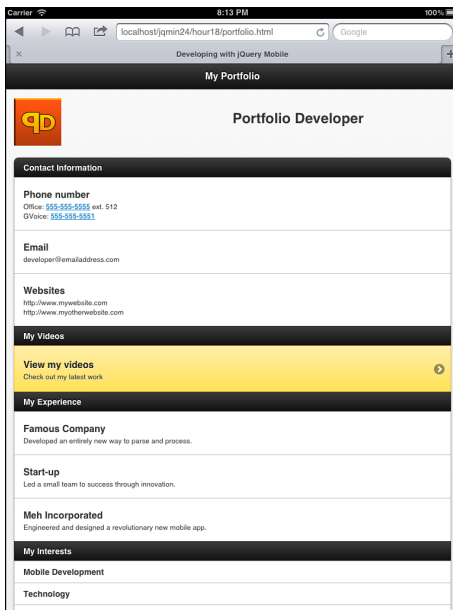 Carrier 8:13 PM 100%
localhost/jqmin24/hour18/portfolio.html Google
Developing with jQuery Mobile
My Portfolio
pD Portfolio Developer
Contact Information
Phone number
Office: 555-555-5555 ext. 512
GVoice: 555-555-5551
Email
developer@emailaddress.com
Websites
http://www.mywebsite.com
http://www.myotherwebsite.com
My Videos
View my videos
Check out my latest work
My Experience
Famous Company
Developed an entirely new way to parse and process.
Start-up
Led a small team to success through innovation.
Meh Incorporated
Engineered and designed a revolutionary new mobile app.
My Interests
Mobile Development
Technology